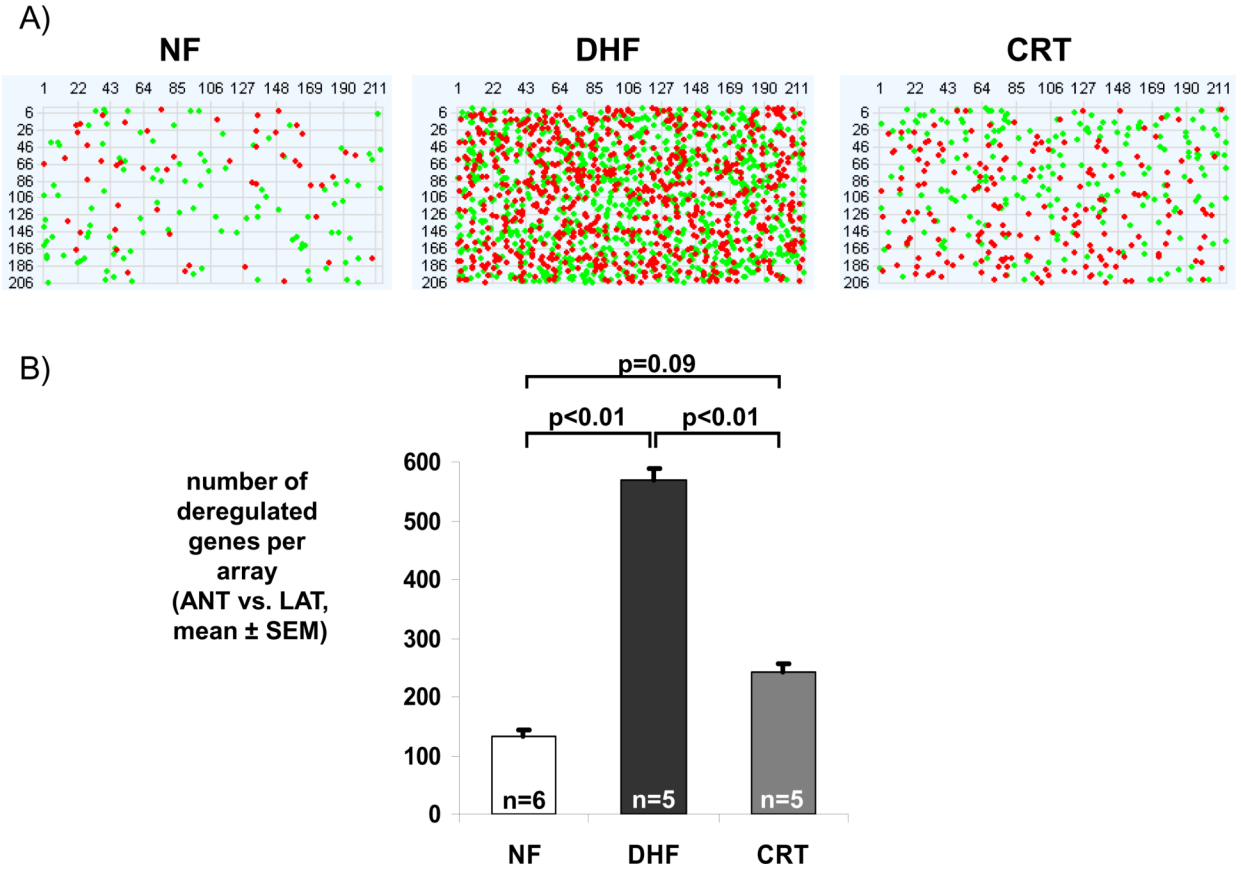 A)
NF
DHF
CRT
1 22 43 64 85 106 127 148 169 190 211
6
26
46
66
86
106
126
146
166
186
206
1 22 43 64 85 106 127 148 169 190 211
6
26
46
66
86
106
126
146
166
186
206
1 22 43 64 85 106 127 148 169 190 211
6
26
46
66
86
106
126
146
166
186
206
B)
p=0.09
p<0.01 p<0.01
number of
deregulated
genes per
array
(ANT vs. LAT,
mean ± SEM)
600
500
400
300
200
100
0
n=6 n=5 n=5
NF DHF CRT